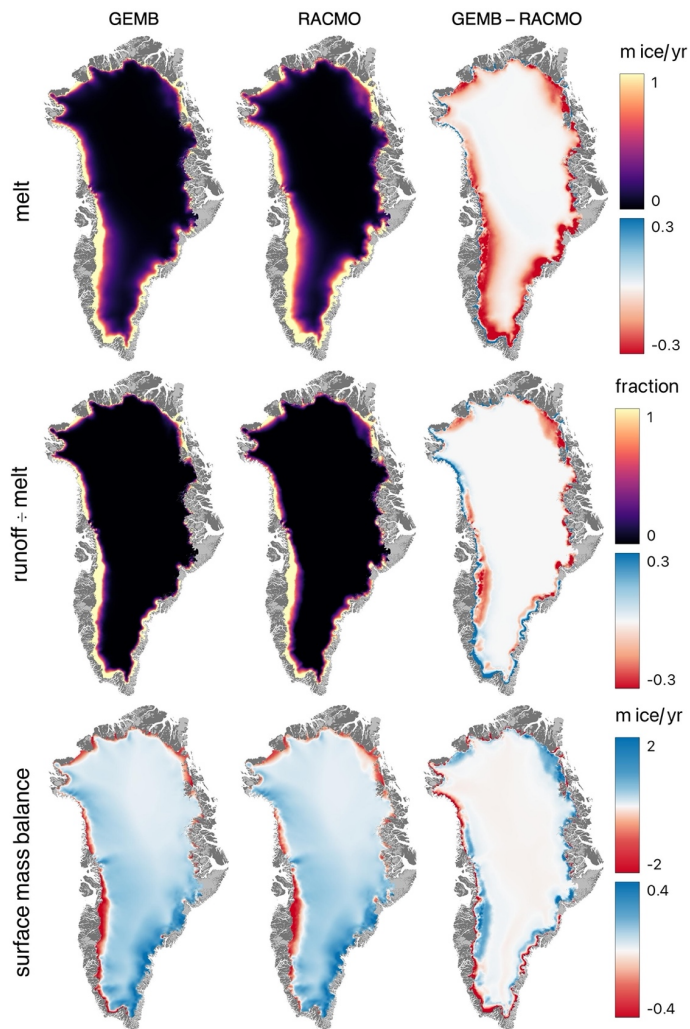 GEMB RACMO GEMB – RACMO
m ice/yr
1
0
0.3
-0.3
melt
fraction
1
0
0.3
-0.3
runoff ÷ melt
m ice/yr
2
-2
0.4
-0.4
surface mass balance